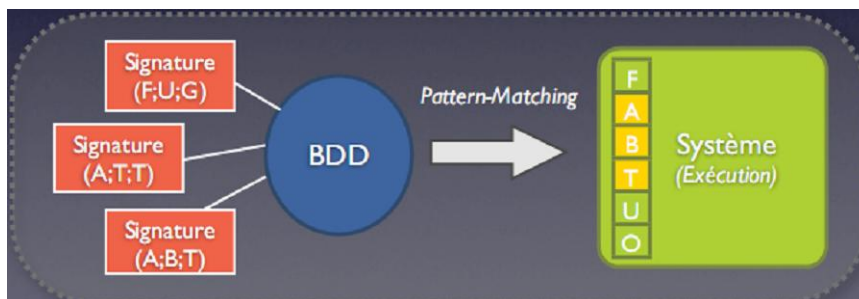 Signature
(F;U;G)
Signature
(A;T;T)
Signature
(A;B;T)
BDD
Pattern-Matching
F
A
B
T
U
O
Système
(Exécution)